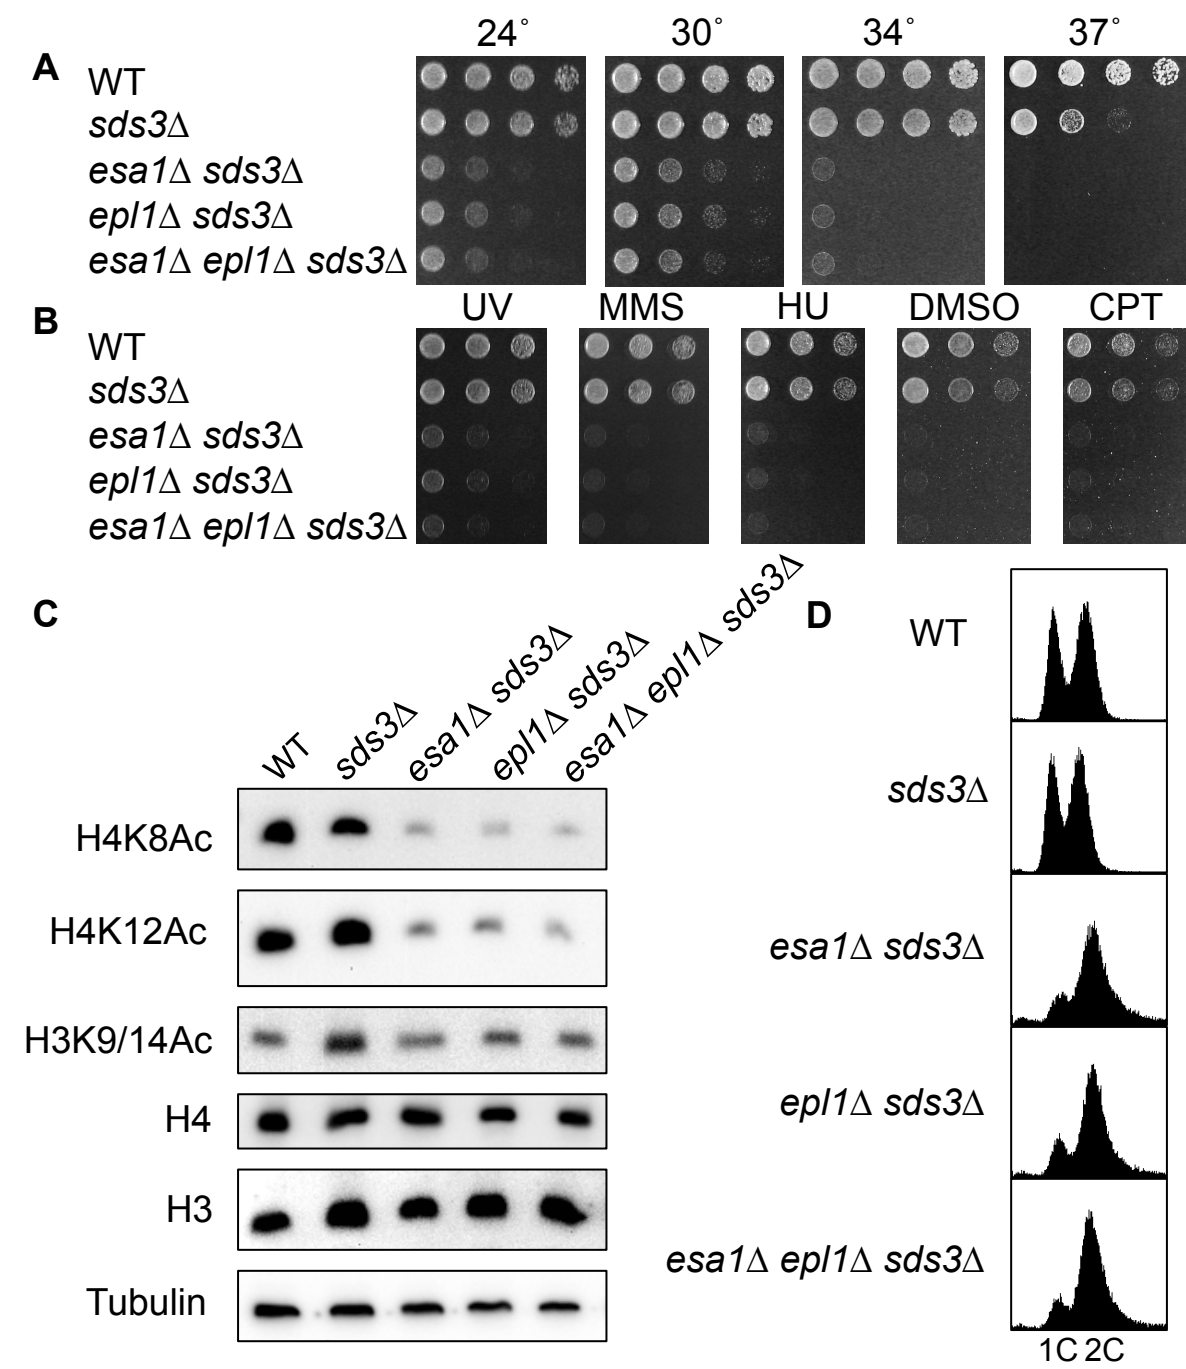 24° 30° 34° 37°
A
WT
sds3Δ
esa1Δ sds3Δ
epl1Δ sds3Δ
esa1Δ epl1Δ sds3Δ
UV MMS HU DMSO CPT
B
WT
sds3Δ
esa1Δ sds3Δ
epl1Δ sds3Δ
esa1Δ epl1Δ sds3Δ
C
WT
sds3Δ
esa1Δ sds3Δ
epl1Δ sds3Δ
esa1Δ epl1Δ sds3Δ
H4K8Ac
H4K12Ac
H3K9/14Ac
H4
H3
Tubulin
D
WT
sds3Δ
esa1Δ sds3Δ
epl1Δ sds3Δ
esa1Δ epl1Δ sds3Δ
1C 2C